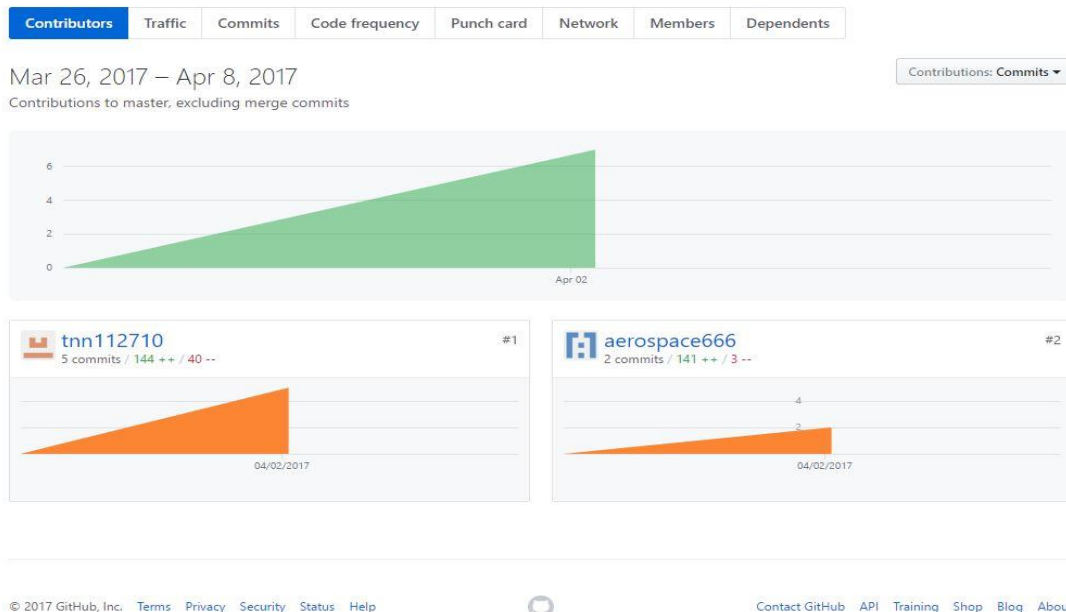 Contributors Traffic Commits Code frequency Punch card Network Members Dependents
Mar 26, 2017 – Apr 8, 2017
Contributions: Commits
Contributions to master, excluding merge commits
6
4
2
0
Apr 02
tnn112710
#1
5 commits / 144 ++ / 40 --
04/02/2017
aerospace666
#2
2 commits / 141 ++ / 3 --
4
2
04/02/2017
© 2017 GitHub, Inc. Terms Privacy Security Status Help
Contact GitHub API Training Shop Blog Abou